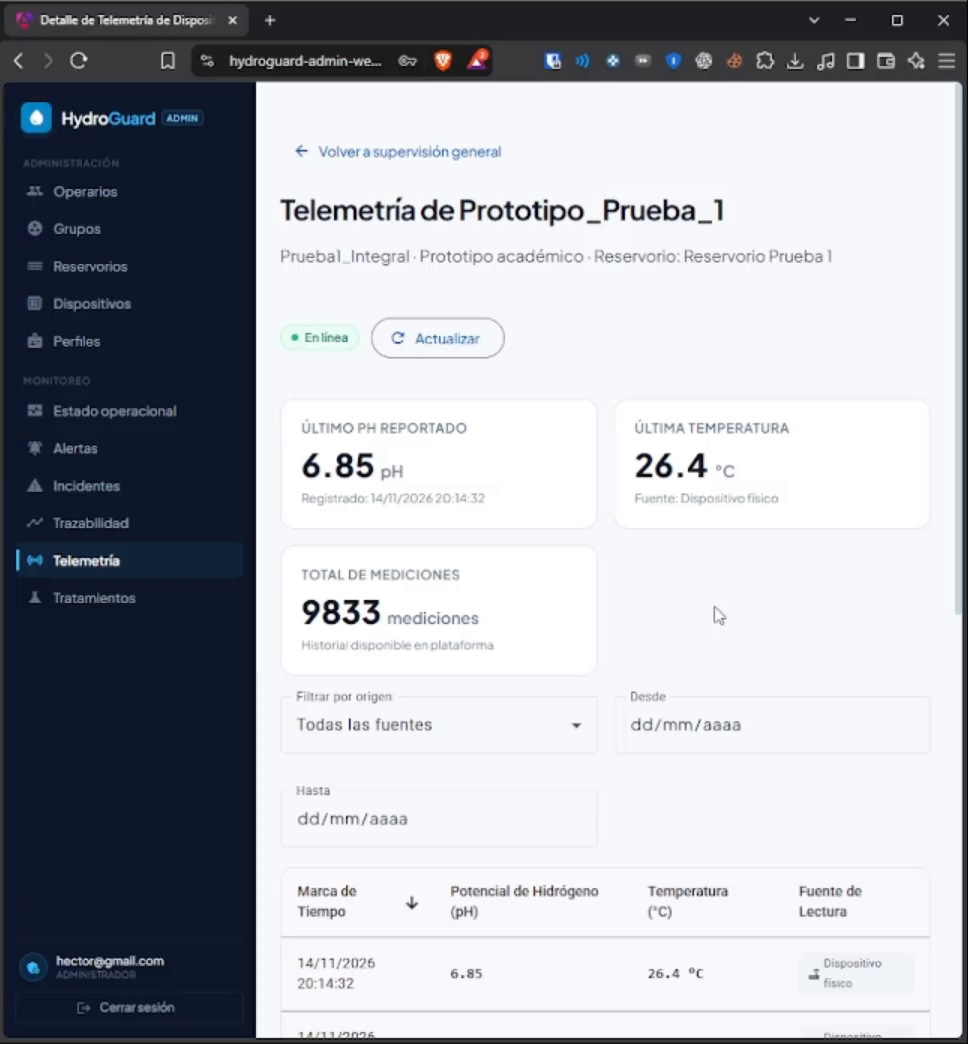 Detalle de Telemetría de Disposi
hydroguard-admin-we...
HydroGuard ADMIN
ADMINISTRACIÓN
Operarios
Grupos
Reservorios
Dispositivos
Perfiles
MONITOREO
Estado operacional
Alertas
Incidentes
Trazabilidad
Telemetría
Tratamientos
hector@gmail.com
ADMINISTRADOR
Cerrar sesión
Volver a supervisión general
Telemetría de Prototipo_Prueba_1
Prueba1_Integral · Prototipo académico · Reservorio: Reservorio Prueba 1
En línea
Actualizar
ÚLTIMO PH REPORTADO
6.85 pH
Registrado: 14/11/2026 20:14:32
ÚLTIMA TEMPERATURA
26.4 °C
Fuente: Dispositivo físico
TOTAL DE MEDICIONES
9833 mediciones
Historial disponible en plataforma
Filtrar por origen
Todas las fuentes
Desde
dd/mm/aaaa
Hasta
dd/mm/aaaa
Marca de
Tiempo
Potencial de Hidrógeno
(pH)
Temperatura
(°C)
Fuente de
Lectura
14/11/2026
20:14:32
6.85
26.4 °C
Dispositivo
físico
14/11/2026
Dispositivo